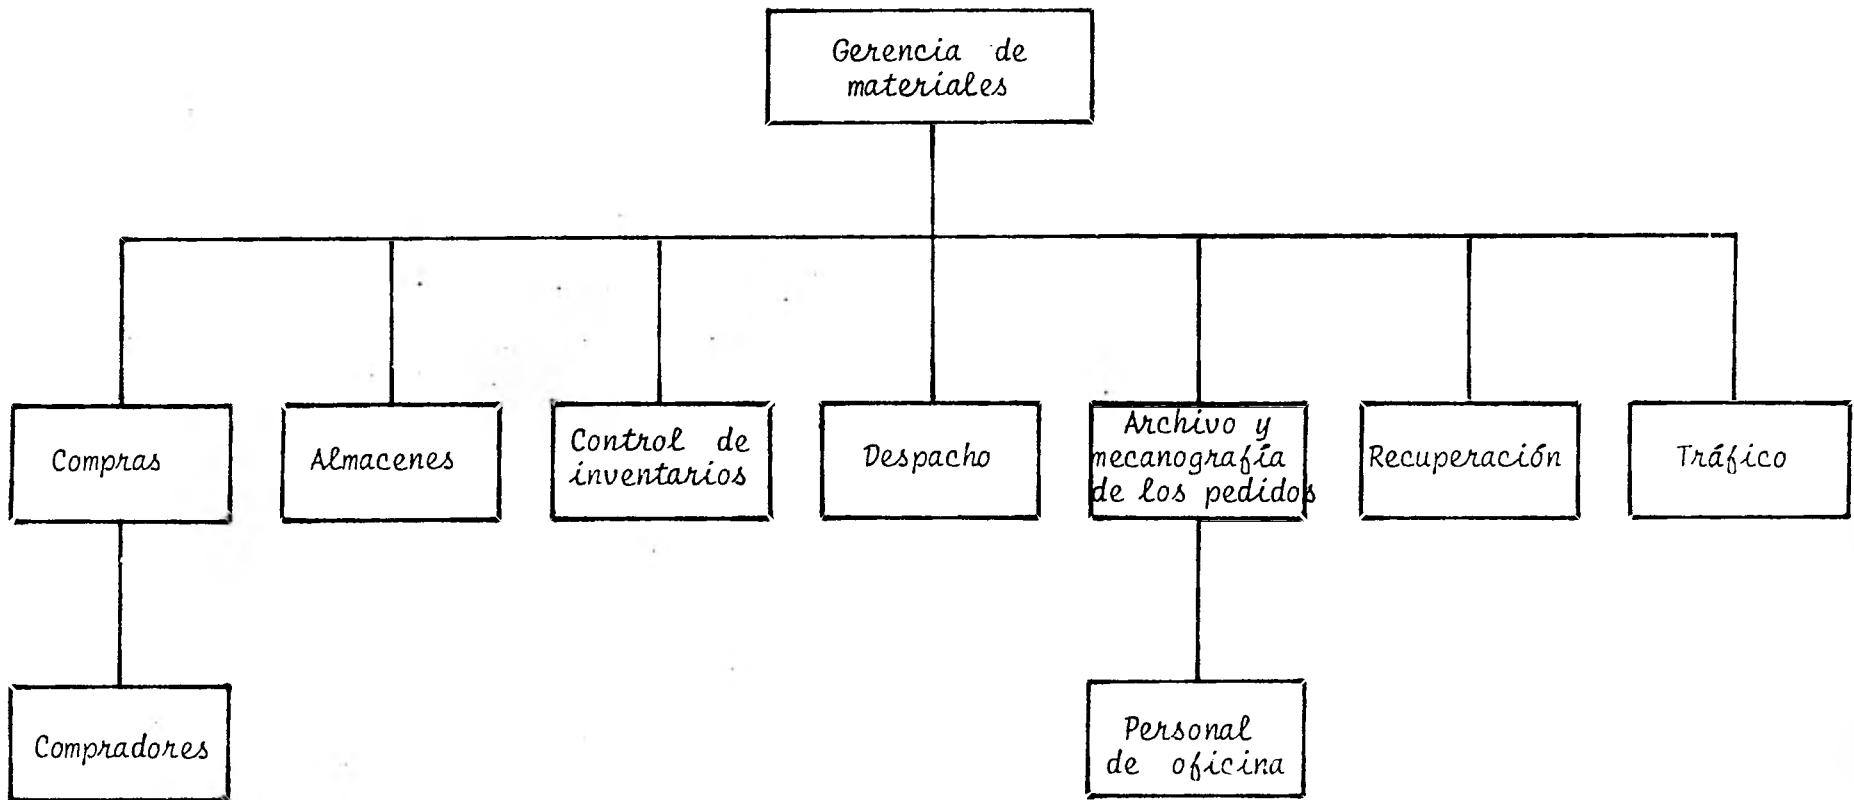 Gerencia de
materiales
Compras
Almacenes
Control de
inventarios
Despacho
Archivo y
mecanografía
de los pedidos
Recuperación
Tráfico
Compradores
Personal
de oficina